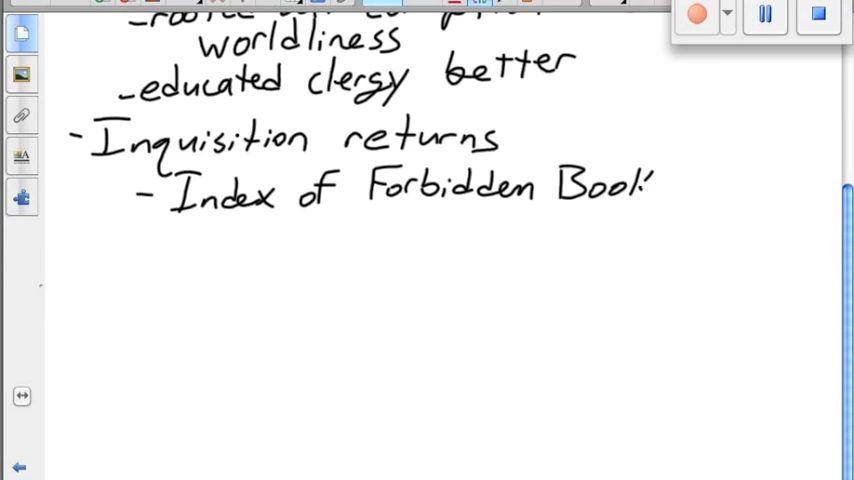 worldliness
-educated clergy better
- Inquisition returns
- Index of Forbidden Book